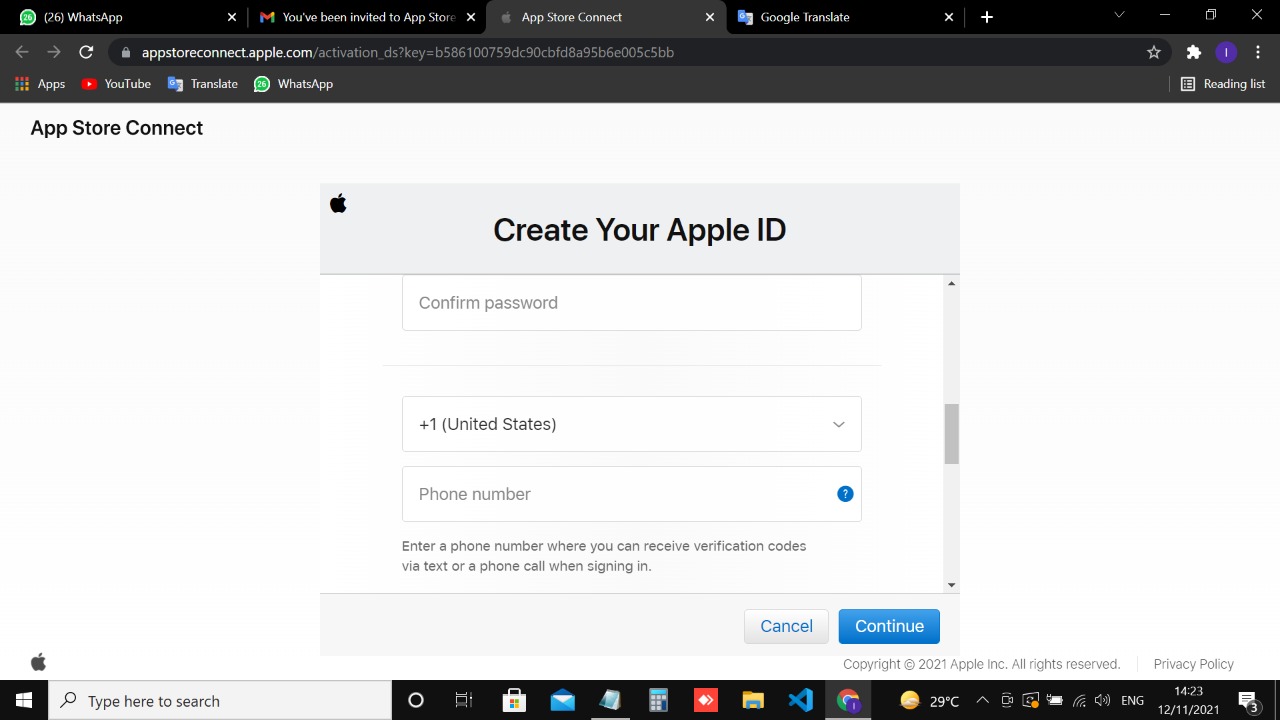 (26) WhatsApp
You've been invited to App Store
App Store Connect
Google Translate
appstoreconnect.apple.com/activation_ds?key=b586100759dc90cbfd8a95b6e005c5bb
I
Apps
YouTube
Translate
26
WhatsApp
Reading list
App Store Connect
Create Your Apple ID
Confirm password
+1 (United States)
Phone number
?
Enter a phone number where you can receive verification codes
via text or a phone call when signing in.
Cancel
Continue
Copyright © 2021 Apple Inc. All rights reserved.
Privacy Policy
Type here to search
29°C
ENG
14:23
12/11/2021
3